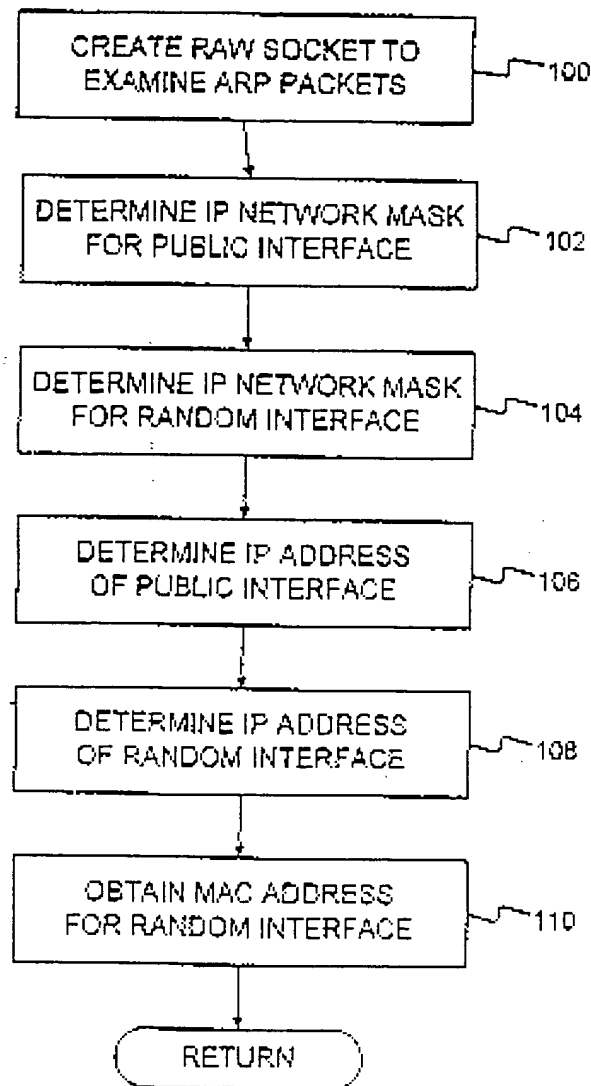 CREATE RAW SOCKET TO
EXAMINE ARP PACKETS
100
DETERMINE IP NETWORK MASK
FOR PUBLIC INTERFACE
102
DETERMINE IP NETWORK MASK
FOR RANDOM INTERFACE
104
DETERMINE IP ADDRESS
OF PUBLIC INTERFACE
106
DETERMINE IP ADDRESS
OF RANDOM INTERFACE
108
OBTAIN MAC ADDRESS
FOR RANDOM INTERFACE
110
RETURN